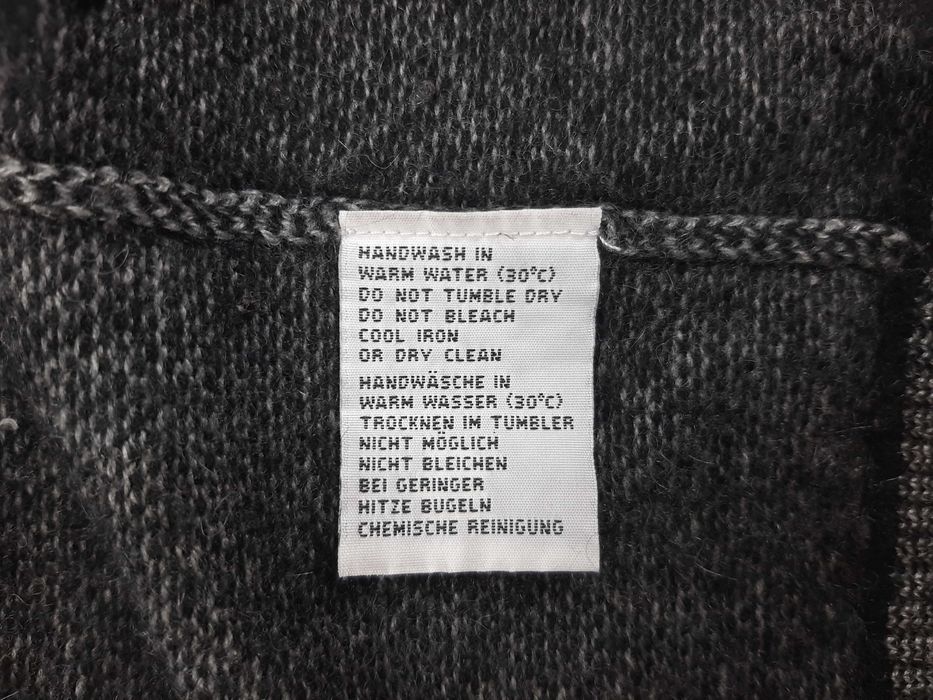 HANDWASH IN
WARM WATER (30°C)
DO NOT TUMBLE DRY
DO NOT BLEACH
COOL IRON
OR DRY CLEAN
HANDWÄSCHE IN
WARM WASSER (30°C)
TROCKNEN IM TUMBLER
NICHT MÖGLICH
NICHT BLEICHEN
BEI GERINGER
HITZE BUGELN
CHEMISCHE REINIGUNG